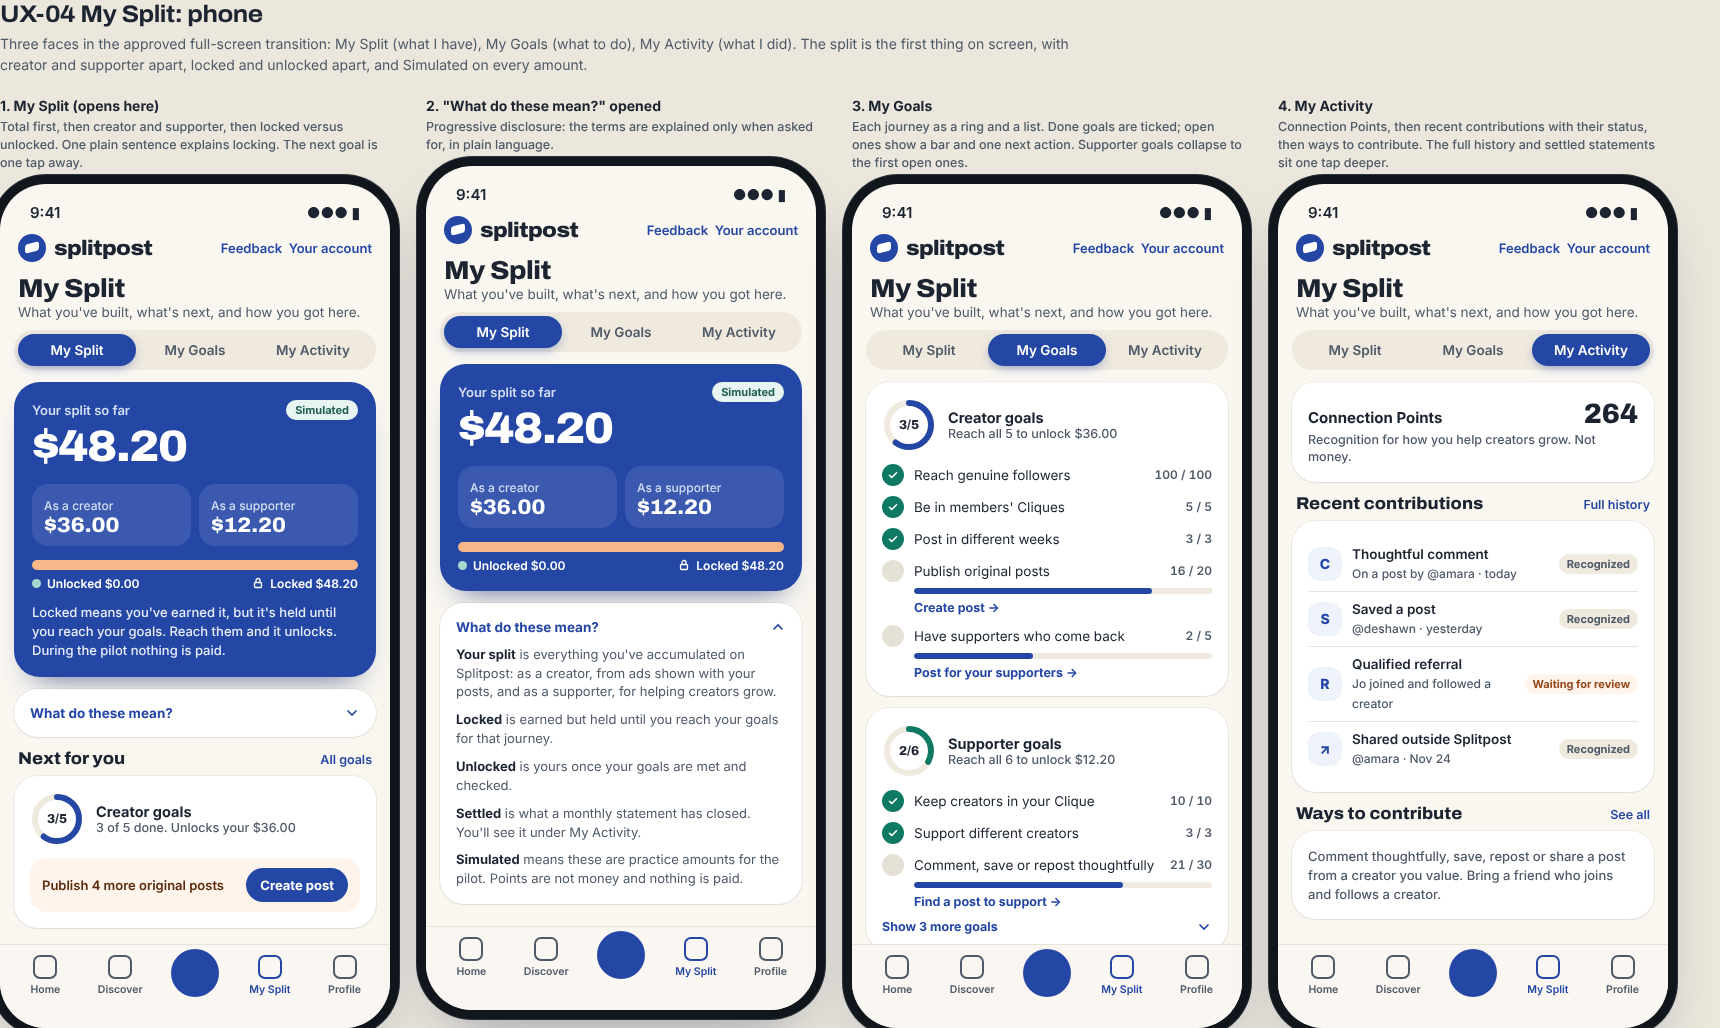 UX-04 My Split: phone
Three faces in the approved full-screen transition: My Split (what I have), My Goals (what to do), My Activity (what I did). The split is the first thing on screen, with
creator and supporter apart, locked and unlocked apart, and Simulated on every amount.
1. My Split (opens here)
Total first, then creator and supporter, then locked versus
unlocked. One plain sentence explains locking. The next goal is
one tap away.
9:41
splitpost
Feedback Your account
My Split
What you've built, what's next, and how you got here.
My Split My Goals My Activity
Your split so far
Simulated
$48.20
As a creator
$36.00
As a supporter
$12.20
Unlocked $0.00
Locked $48.20
Locked means you've earned it, but it's held until
you reach your goals. Reach them and it unlocks.
During the pilot nothing is paid.
What do these mean?
Next for you
All goals
3/5
Creator goals
3 of 5 done. Unlocks your $36.00
Publish 4 more original posts
Create post
Home Discover My Split Profile
2. "What do these mean?" opened
Progressive disclosure: the terms are explained only when asked
for, in plain language.
9:41
splitpost
Feedback Your account
My Split
What you've built, what's next, and how you got here.
My Split My Goals My Activity
Your split so far
Simulated
$48.20
As a creator
$36.00
As a supporter
$12.20
Unlocked $0.00
Locked $48.20
What do these mean?
Your split is everything you've accumulated on
Splitpost: as a creator, from ads shown with your
posts, and as a supporter, for helping creators grow.
Locked is earned but held until you reach your goals
for that journey.
Unlocked is yours once your goals are met and
checked.
Settled is what a monthly statement has closed.
You'll see it under My Activity.
Simulated means these are practice amounts for the
pilot. Points are not money and nothing is paid.
Home Discover My Split Profile
3. My Goals
Each journey as a ring and a list. Done goals are ticked; open
ones show a bar and one next action. Supporter goals collapse to
the first open ones.
9:41
splitpost
Feedback Your account
My Split
What you've built, what's next, and how you got here.
My Split My Goals My Activity
3/5
Creator goals
Reach all 5 to unlock $36.00
Reach genuine followers 100 / 100
Be in members' Cliques 5 / 5
Post in different weeks 3 / 3
Publish original posts 16 / 20
Create post →
Have supporters who come back 2 / 5
Post for your supporters →
2/6
Supporter goals
Reach all 6 to unlock $12.20
Keep creators in your Clique 10 / 10
Support different creators 3 / 3
Comment, save or repost thoughtfully 21 / 30
Find a post to support →
Show 3 more goals
Home Discover My Split Profile
4. My Activity
Connection Points, then recent contributions with their status,
then ways to contribute. The full history and settled statements
sit one tap deeper.
9:41
splitpost
Feedback Your account
My Split
What you've built, what's next, and how you got here.
My Split My Goals My Activity
Connection Points 264
Recognition for how you help creators grow. Not
money.
Recent contributions
Full history
C
Thoughtful comment
On a post by @amara · today
Recognized
S
Saved a post
@deshawn · yesterday
Recognized
R
Qualified referral
Jo joined and followed a
creator
Waiting for review
Shared outside Splitpost
@amara · Nov 24
Recognized
Ways to contribute
See all
Comment thoughtfully, save, repost or share a post
from a creator you value. Bring a friend who joins
and follows a creator.
Home Discover My Split Profile